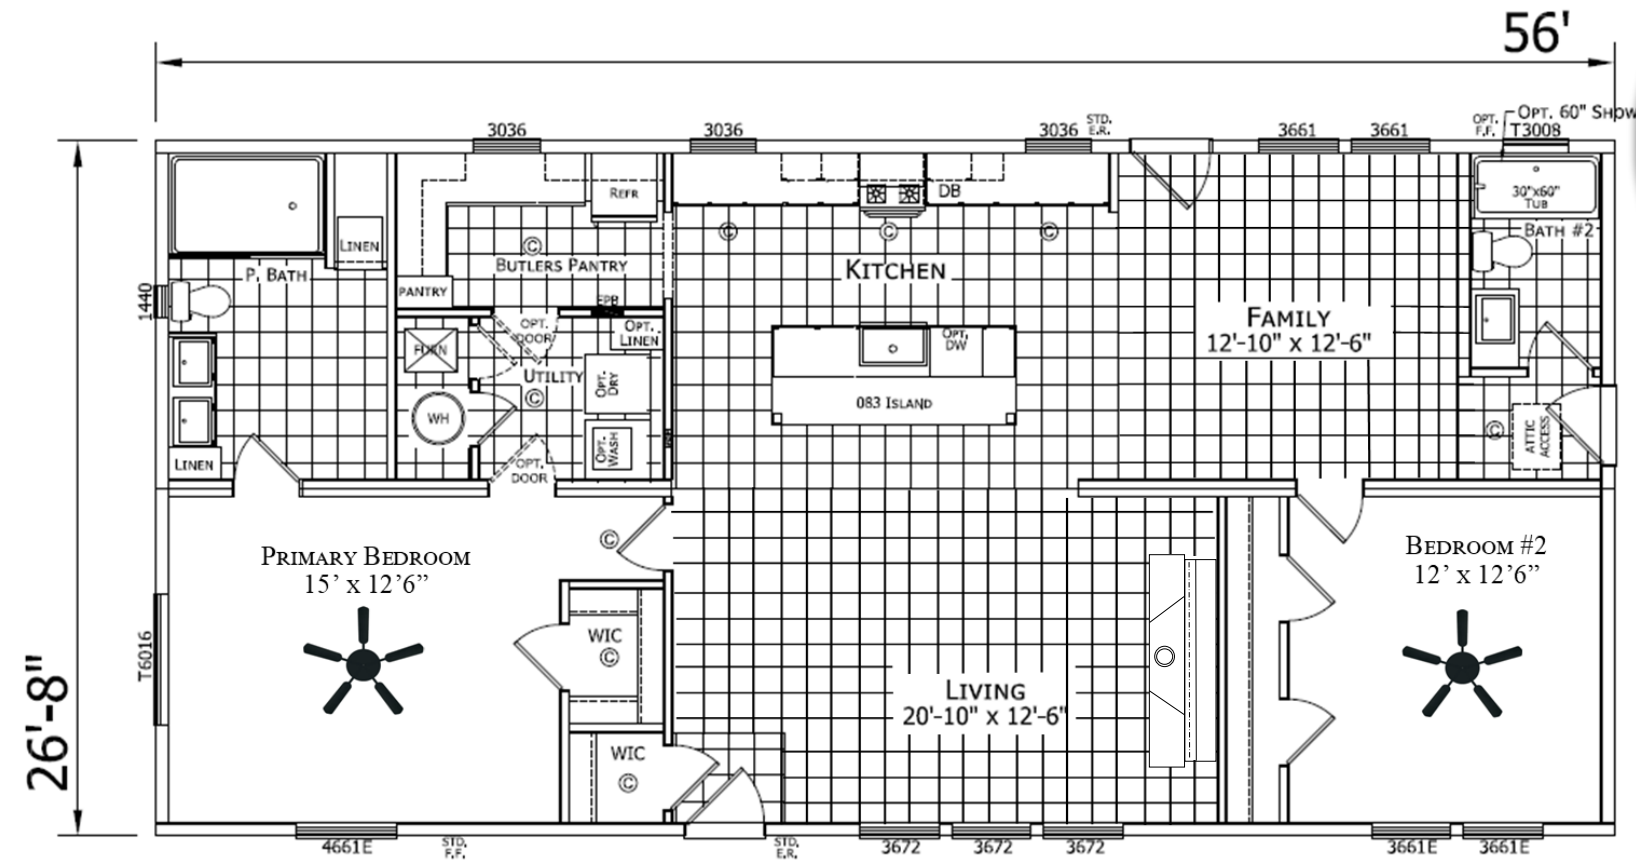 56'
OPT. 60" SHOW
3036
3036
3036
STD.
E.R.
3661
3661
OPT.
F.F.
T3008
REFR
DB
30"X60"
TUB
LINEN
BATH #2
P. BATH
BUTLERS PANTRY
KITCHEN
PANTRY
1440
EPB
FAMILY
12'-10" X 12'-6"
OPT.
DOOR
OPT.
LINEN
OPT.
DW
FURN
UTILITY
OPT.
DRY
083 ISLAND
WH
ATTIC
ACCESS
OPT.
WASH
LINEN
OPT.
DOOR
©
©
©
©
©
©
©
©
©
PRIMARY BEDROOM
15’ X 12’6”
BEDROOM #2
12’ X 12’6”
WIC
T6016
26'-8"
LIVING
20'-10" X 12'-6"
WIC
4661E
STD.
F.F.
STD.
E.R.
3672
3672
3672
3661E
3661E